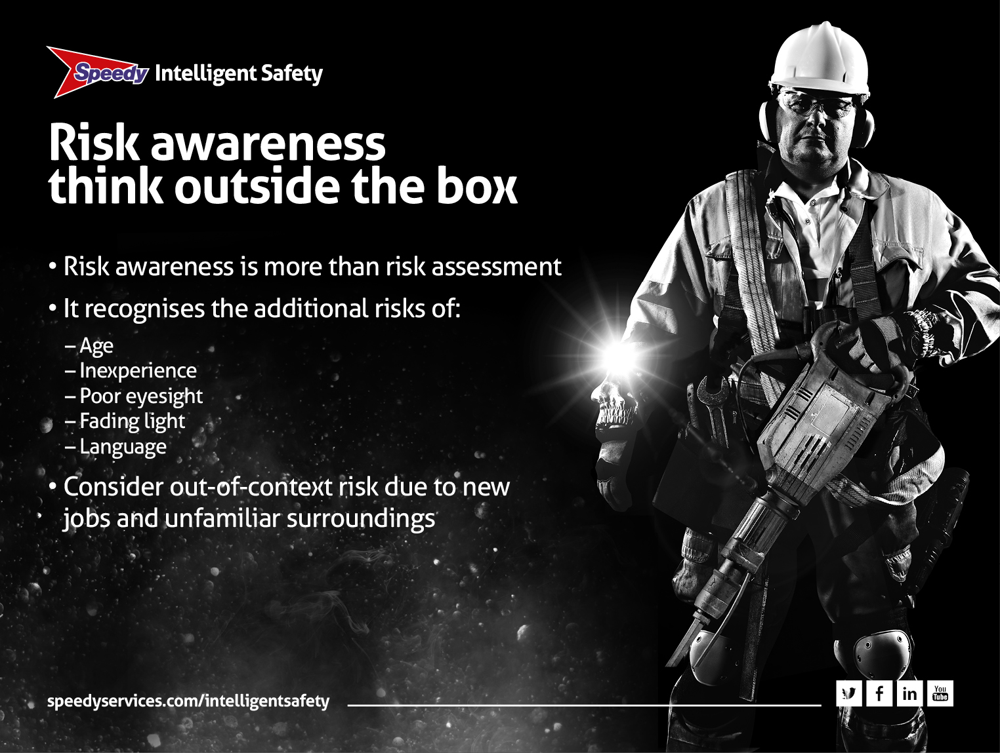 Speedy Intelligent Safety
Risk awareness
think outside the box
• Risk awareness is more than risk assessment
• It recognises the additional risks of:
– Age
– Inexperience
– Poor eyesight
– Fading light
– Language
• Consider out-of-context risk due to new
jobs and unfamiliar surroundings
speedyservices.com/intelligentsafety
f in You
Tube